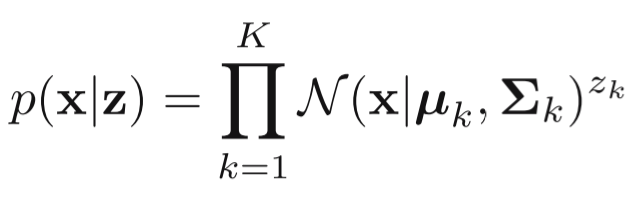 p(𝐱|𝐳) = ∏_{k=1}^{K} 𝒩(𝐱|𝝁_k, 𝚺_k)^{z_k}